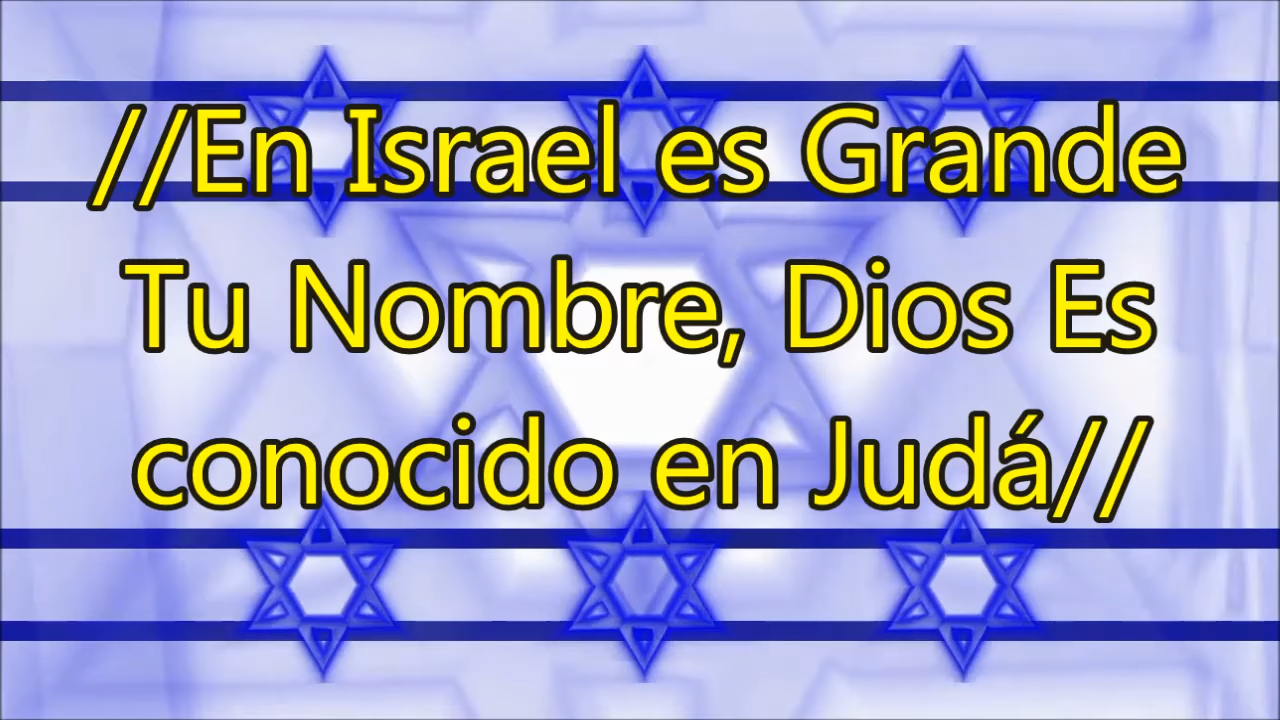 //En Israel es Grande
Tu Nombre, Dios Es
conocido en Judá//